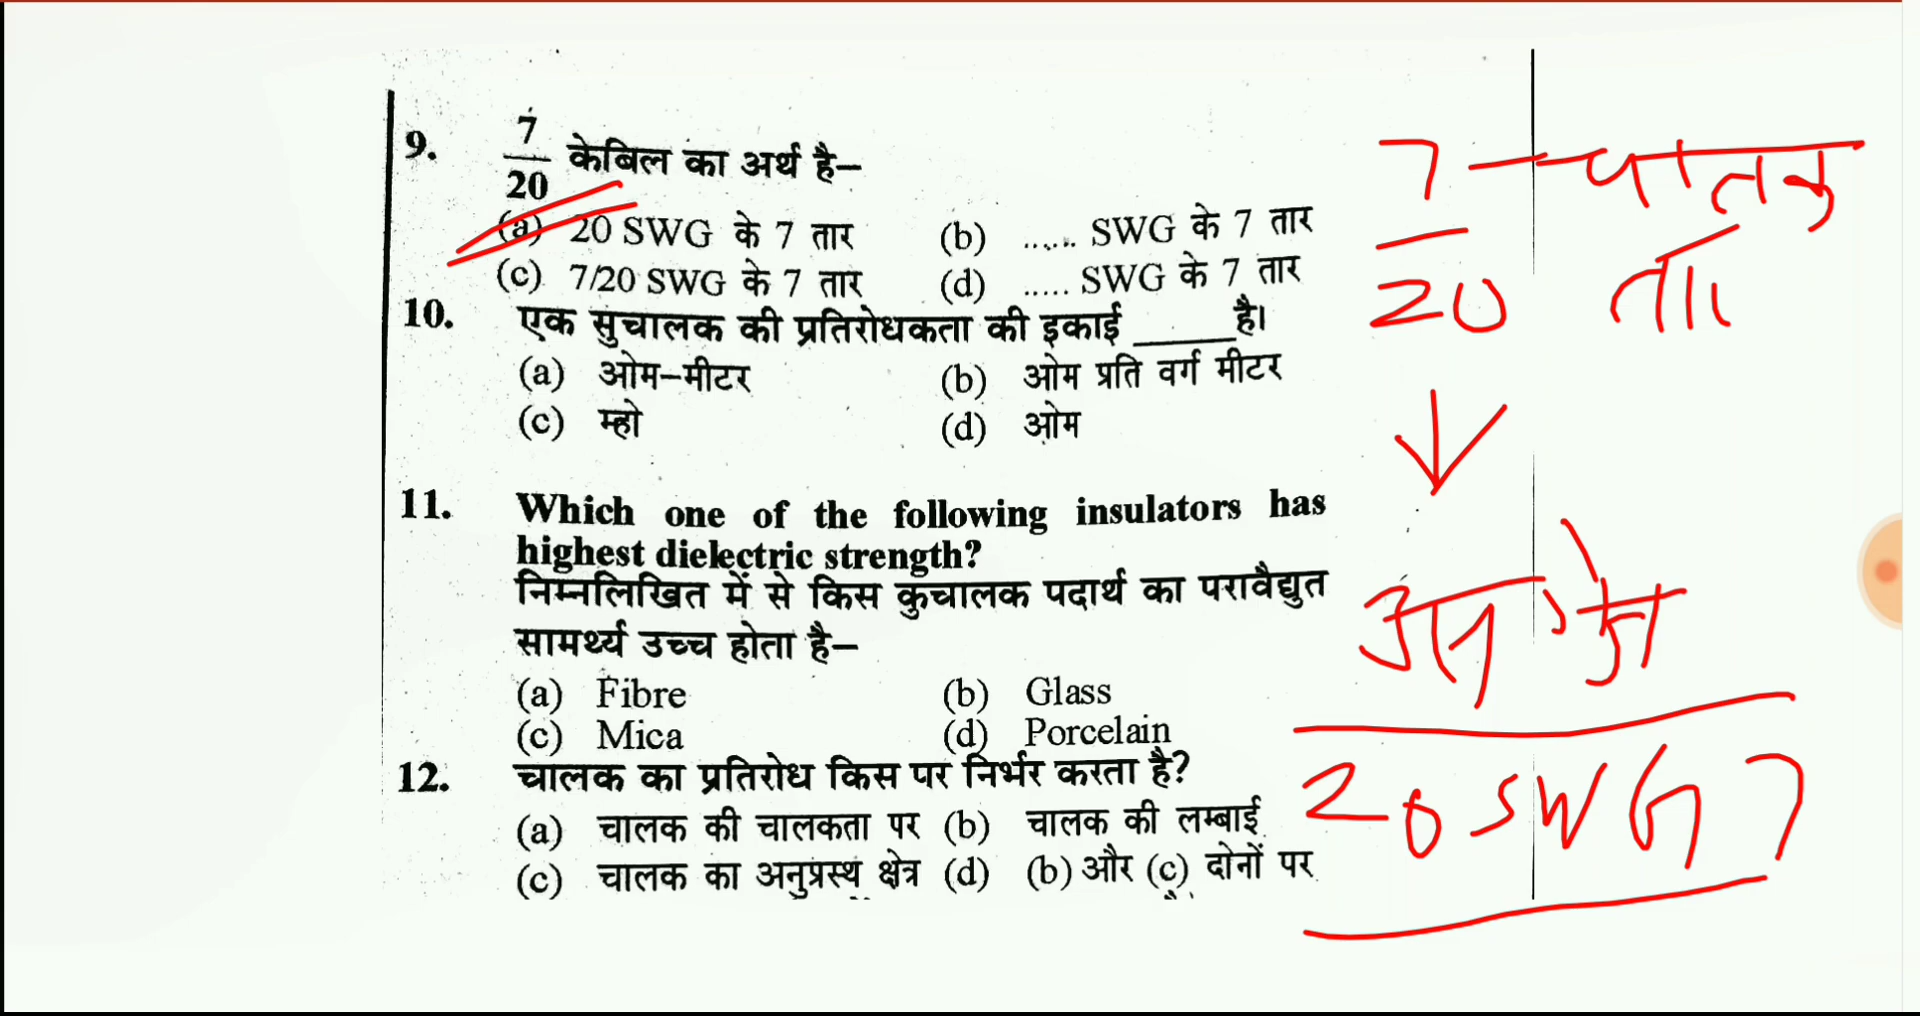 9. 7/20 केबिल का अर्थ है–
(a) 20 SWG के 7 तार (b) ...... SWG के 7 तार
(c) 7/20 SWG के 7 तार (d) ..... SWG के 7 तार
10. एक सुचालक की प्रतिरोधकता की इकाई _____ है।
(a) ओम–मीटर (b) ओम प्रति वर्ग मीटर
(c) म्हो (d) ओम
11. Which one of the following insulators has
highest dielectric strength?
निम्नलिखित में से किस कुचालक पदार्थ का परावैद्युत
सामर्थ्य उच्च होता है–
(a) Fibre (b) Glass
(c) Mica (d) Porcelain
12. चालक का प्रतिरोध किस पर निर्भर करता है?
(a) चालक की चालकता पर (b) चालक की लम्बाई
(c) चालक का अनुप्रस्थ क्षेत्र (d) (b) और (c) दोनों पर
7
20
20 SWG 7